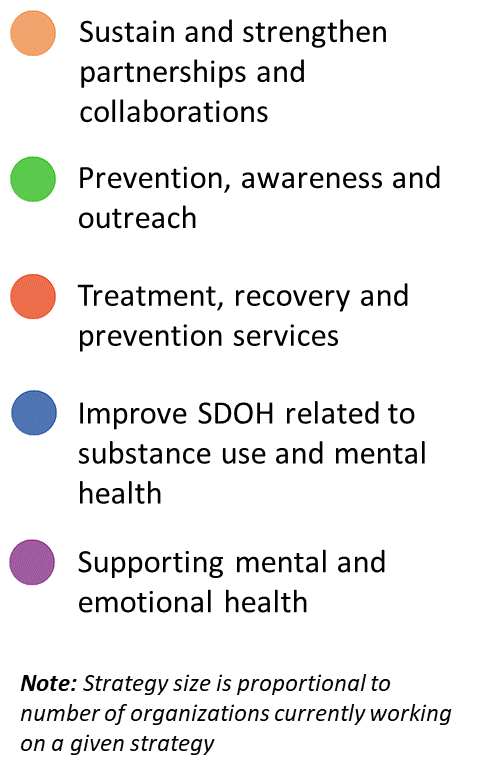 Sustain and strengthen
partnerships and
collaborations
Prevention, awareness and
outreach
Treatment, recovery and
prevention services
Improve SDOH related to
substance use and mental
health
Supporting mental and
emotional health
Note: Strategy size is proportional to
number of organizations currently working
on a given strategy